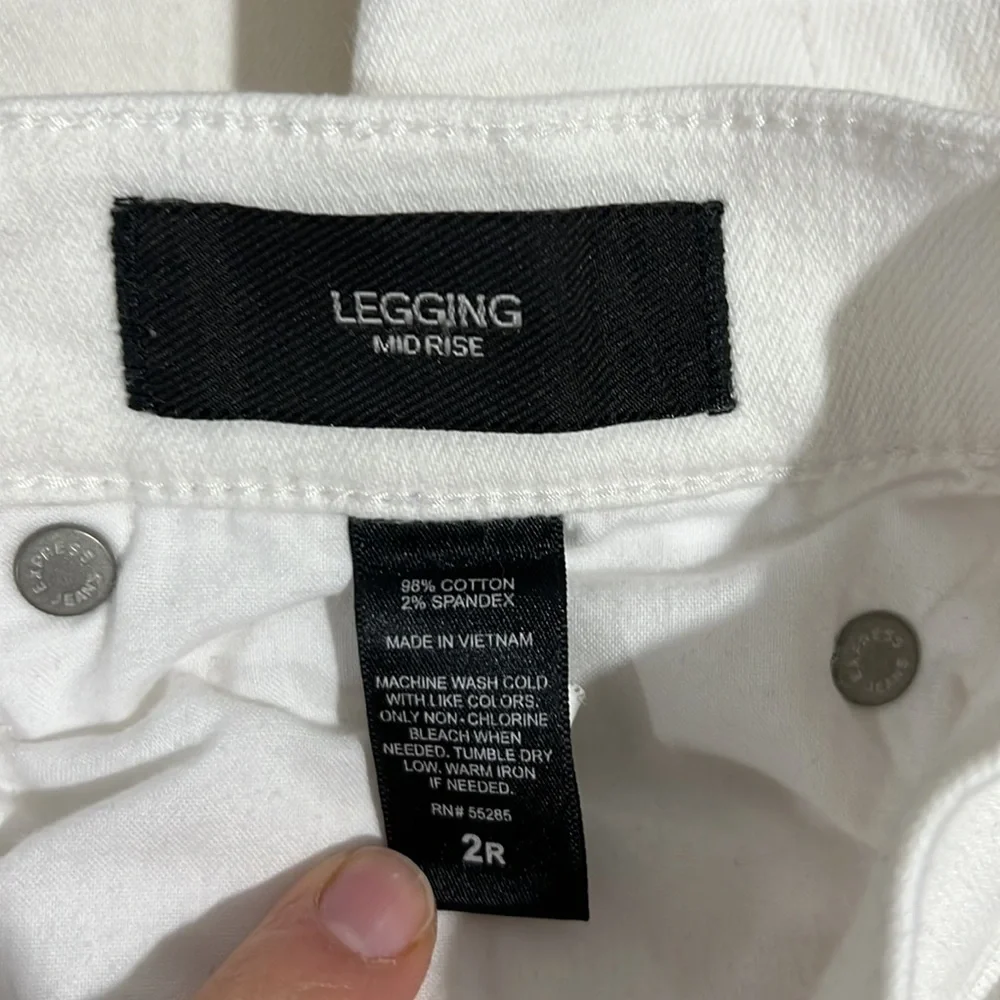 LEGGING
MID RISE
EXPRESS
JEANS
98% COTTON
2% SPANDEX
MADE IN VIETNAM
MACHINE WASH COLD
WITH LIKE COLORS.
ONLY NON-CHLORINE
BLEACH WHEN
NEEDED. TUMBLE DRY
LOW. WARM IRON
IF NEEDED.
RN# 55285
2R
EXPRESS
JEANS